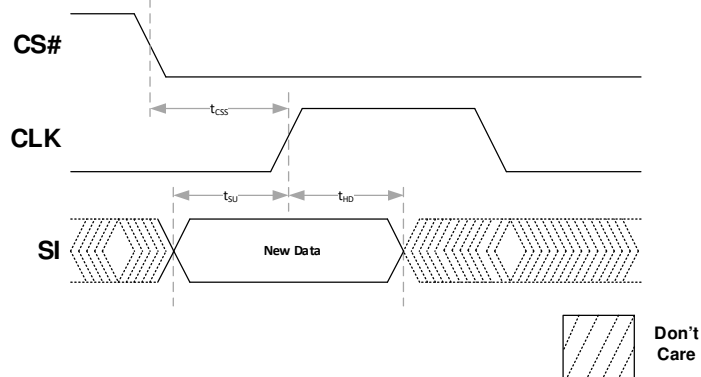 CS#
tCSS
CLK
tSU
tHD
SI
New Data
Don't
Care